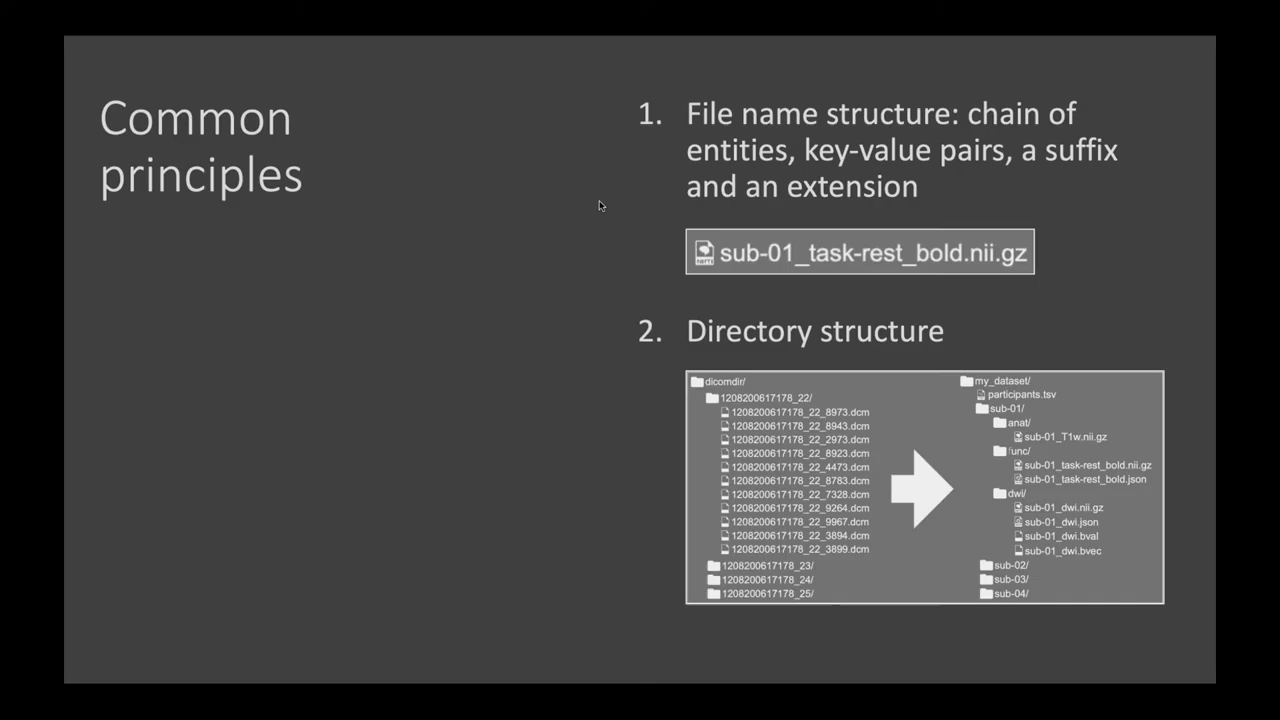 Common
principles
1. File name structure: chain of
entities, key-value pairs, a suffix
and an extension
sub-01_task-rest_bold.nii.gz
2. Directory structure
dicomdir/
1208200617178_22/
1208200617178_22_8973.dcm
1208200617178_22_8943.dcm
1208200617178_22_2973.dcm
1208200617178_22_8923.dcm
1208200617178_22_4473.dcm
1208200617178_22_8783.dcm
1208200617178_22_7328.dcm
1208200617178_22_9264.dcm
1208200617178_22_9967.dcm
1208200617178_22_3894.dcm
1208200617178_22_3899.dcm
1208200617178_23/
1208200617178_24/
1208200617178_25/
my_dataset/
participants.tsv
sub-01/
anat/
sub-01_T1w.nii.gz
func/
sub-01_task-rest_bold.nii.gz
sub-01_task-rest_bold.json
dwi/
sub-01_dwi.nii.gz
sub-01_dwi.json
sub-01_dwi.bval
sub-01_dwi.bvec
sub-02/
sub-03/
sub-04/